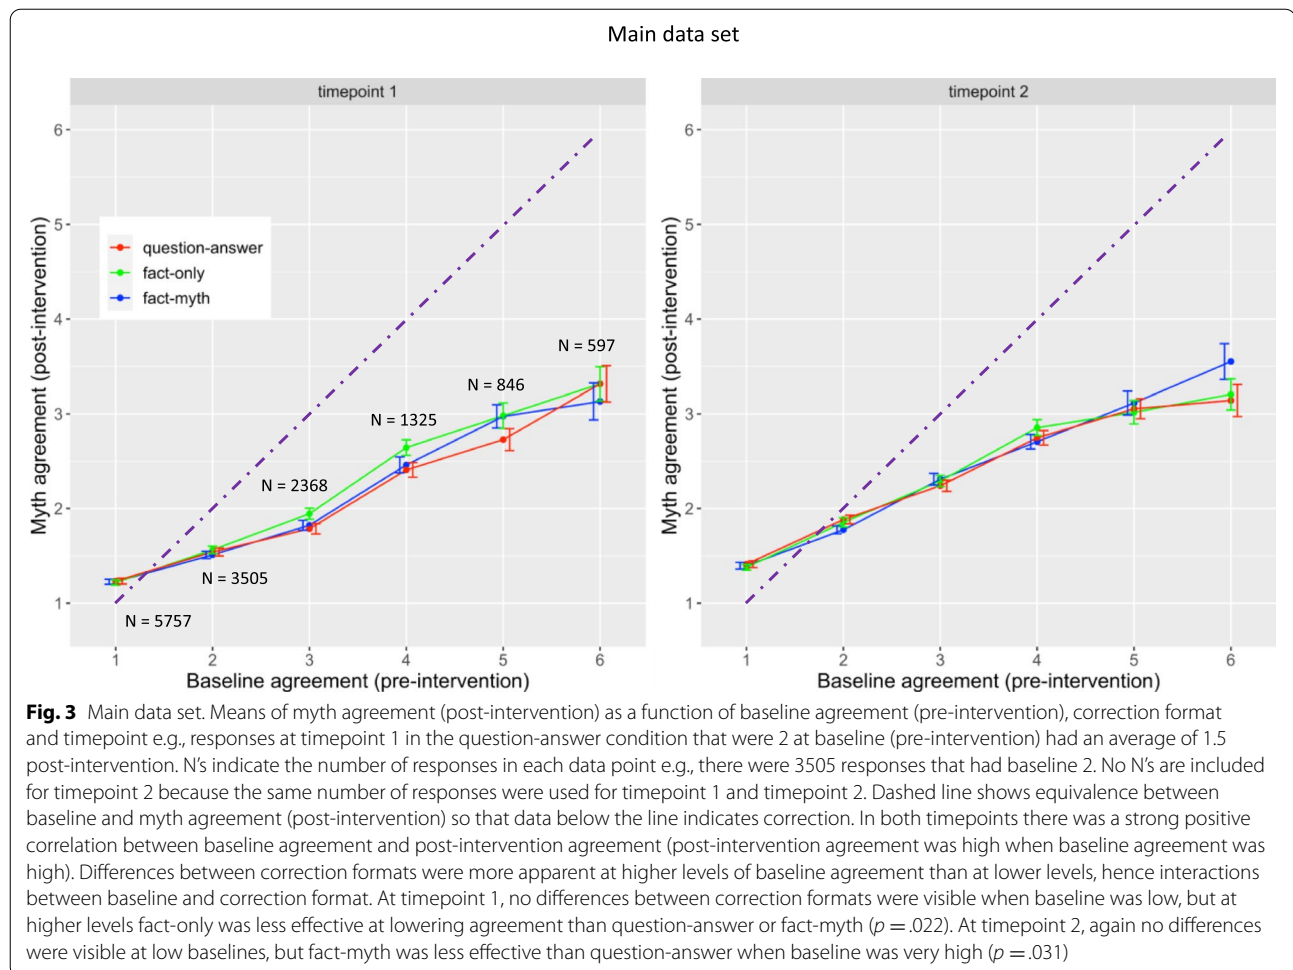 Main data set
timepoint 1
timepoint 2
Myth agreement (post-intervention)
6
5
4
3
2
1
question-answer
fact-only
fact-myth
N = 597
N = 846
N = 1325
N = 2368
N = 3505
N = 5757
1 2 3 4 5 6
Baseline agreement (pre-intervention)
Myth agreement (post-intervention)
6
5
4
3
2
1
1 2 3 4 5 6
Baseline agreement (pre-intervention)
Fig. 3 Main data set. Means of myth agreement (post-intervention) as a function of baseline agreement (pre-intervention), correction format
and timepoint e.g., responses at timepoint 1 in the question-answer condition that were 2 at baseline (pre-intervention) had an average of 1.5
post-intervention. N's indicate the number of responses in each data point e.g., there were 3505 responses that had baseline 2. No N's are included
for timepoint 2 because the same number of responses were used for timepoint 1 and timepoint 2. Dashed line shows equivalence between
baseline and myth agreement (post-intervention) so that data below the line indicates correction. In both timepoints there was a strong positive
correlation between baseline agreement and post-intervention agreement (post-intervention agreement was high when baseline agreement was
high). Differences between correction formats were more apparent at higher levels of baseline agreement than at lower levels, hence interactions
between baseline and correction format. At timepoint 1, no differences between correction formats were visible when baseline was low, but at
higher levels fact-only was less effective at lowering agreement than question-answer or fact-myth (p = .022). At timepoint 2, again no differences
were visible at low baselines, but fact-myth was less effective than question-answer when baseline was very high (p = .031)